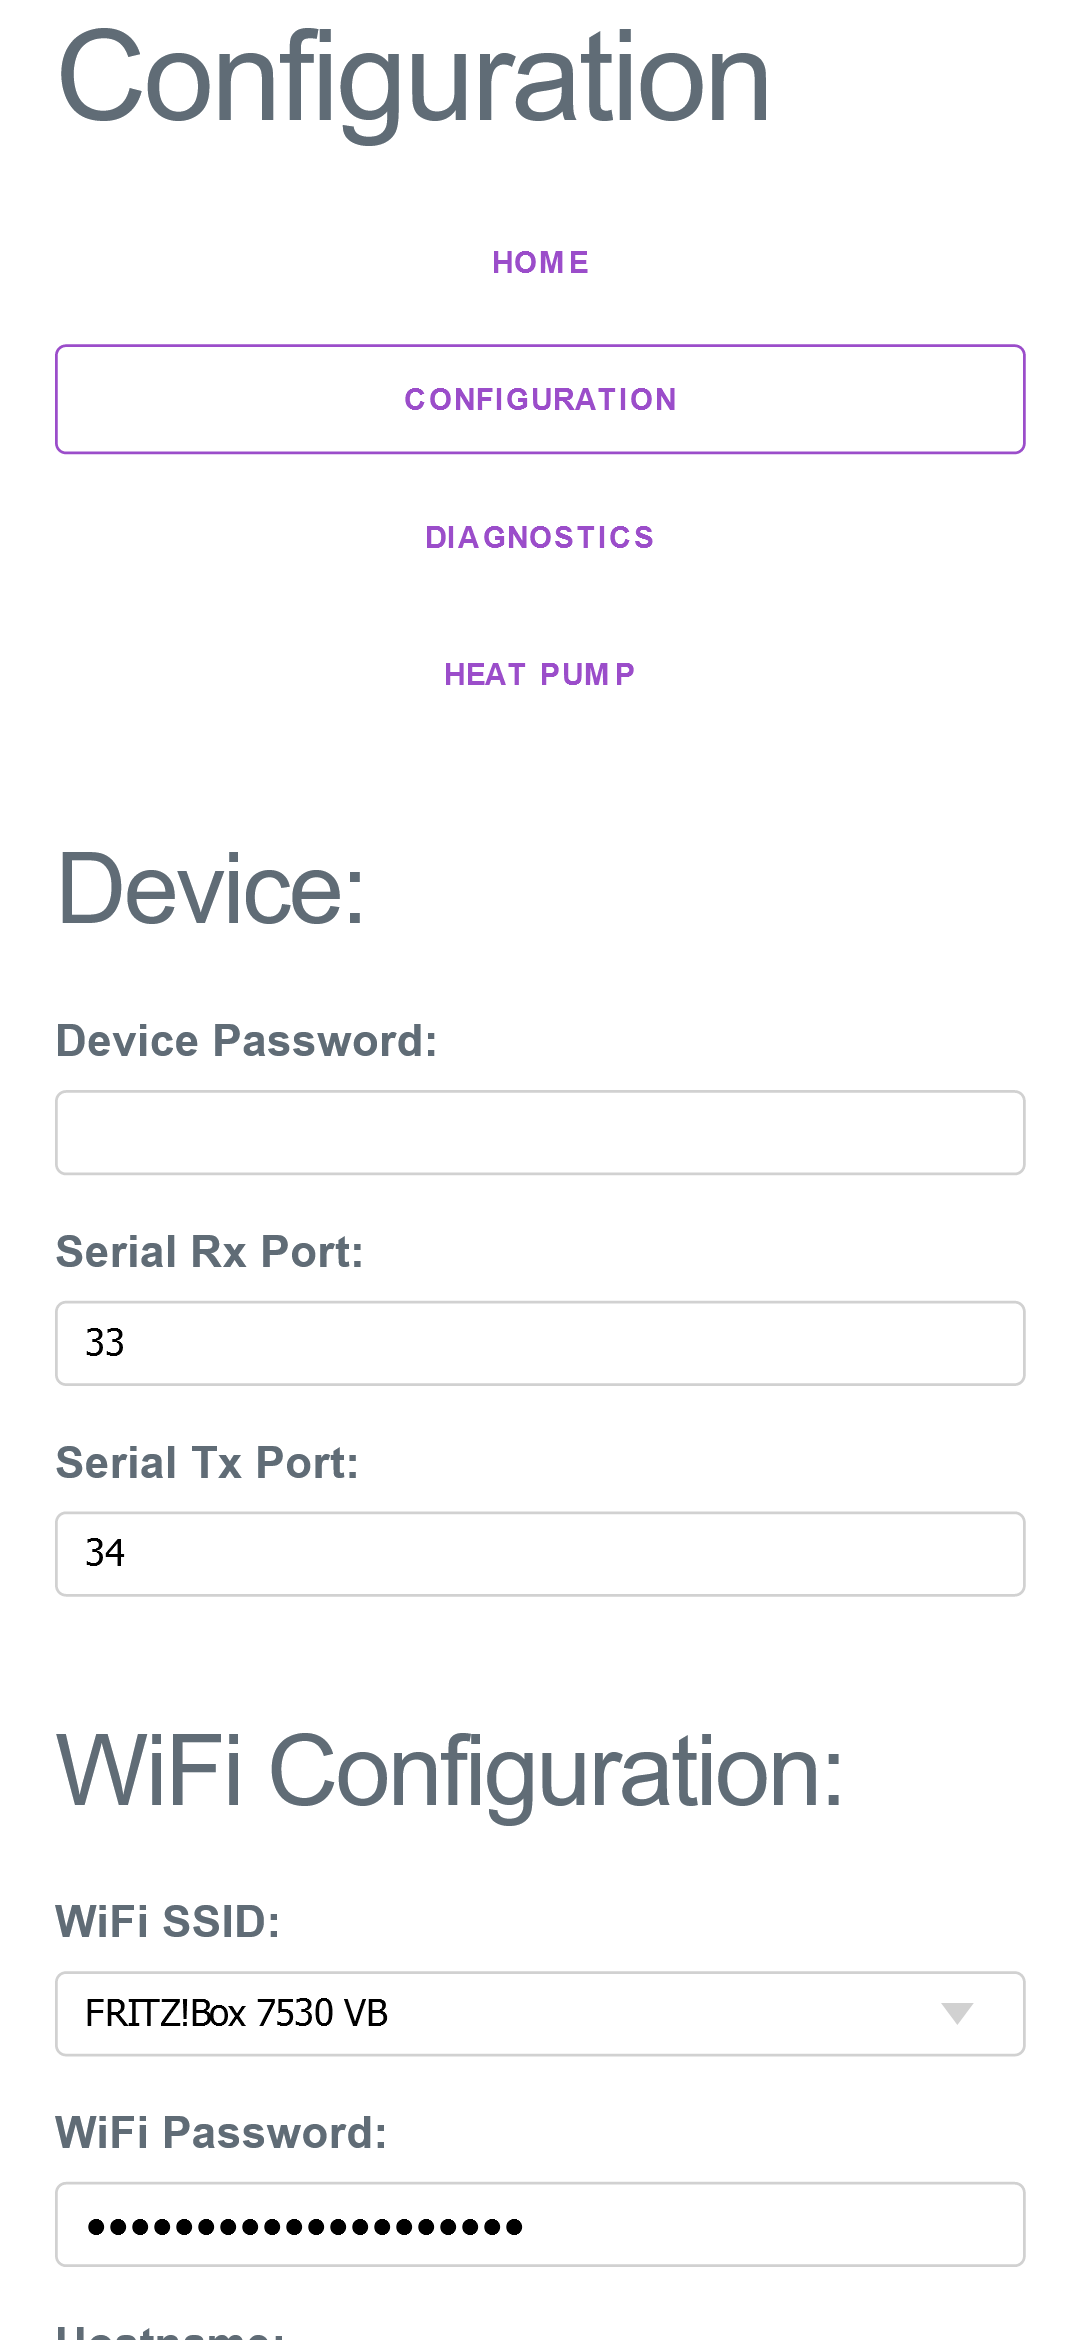 Configuration
HOME
CONFIGURATION
DIAGNOSTICS
HEAT PUMP
Device:
Device Password:
Serial Rx Port:
33
Serial Tx Port:
34
WiFi Configuration:
WiFi SSID:
FRITZ!Box 7530 VB
WiFi Password:
••••••••••••••••••••
Hostname: